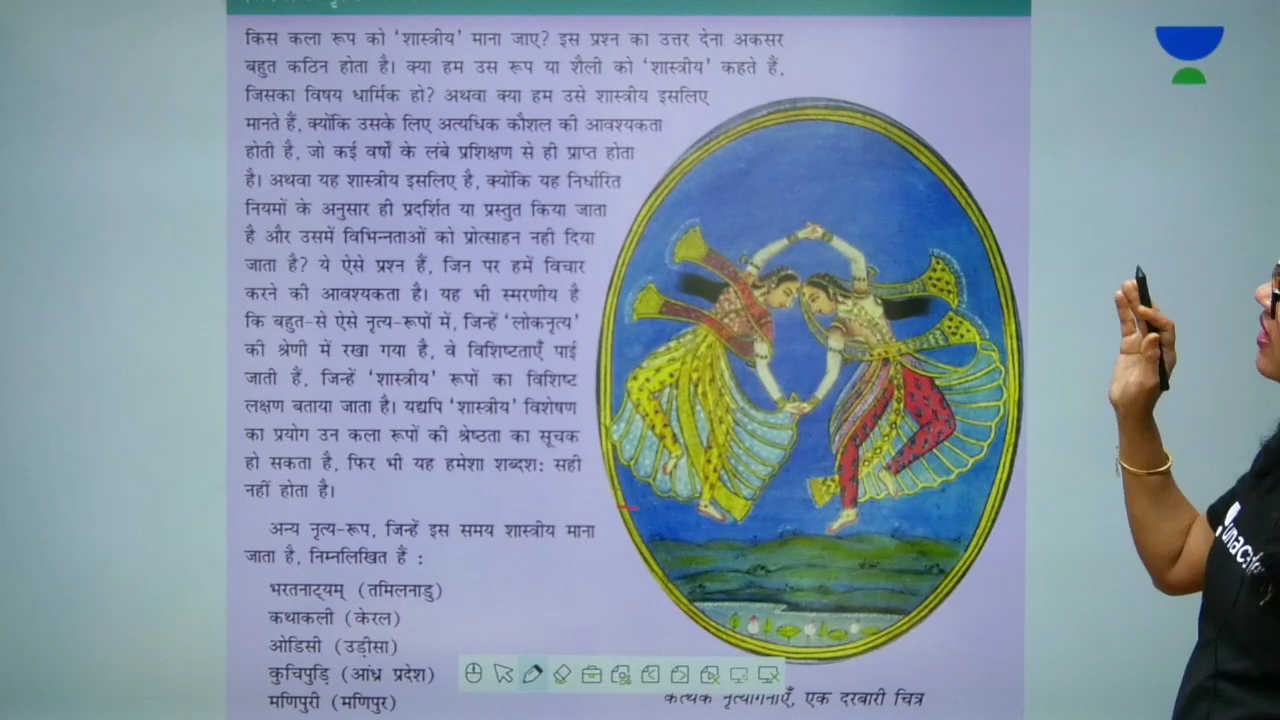 किस कला रूप को ‘शास्त्रीय’ माना जाए? इस प्रश्न का उत्तर देना अकसर
बहुत कठिन होता है। क्या हम उस रूप या शैली को ‘शास्त्रीय’ कहते हैं,
जिसका विषय धार्मिक हो? अथवा क्या हम उसे शास्त्रीय इसलिए
मानते हैं, क्योंकि उसके लिए अत्यधिक कौशल की आवश्यकता
होती है, जो कई वर्षों के लंबे प्रशिक्षण से ही प्राप्त होता
है। अथवा यह शास्त्रीय इसलिए है, क्योंकि यह निर्धारित
नियमों के अनुसार ही प्रदर्शित या प्रस्तुत किया जाता
है और उसमें विभिन्नताओं को प्रोत्साहन नही दिया
जाता है? ये ऐसे प्रश्न हैं, जिन पर हमें विचार
करने की आवश्यकता है। यह भी स्मरणीय है
कि बहुत-से ऐसे नृत्य-रूपों में, जिन्हें ‘लोकनृत्य’
की श्रेणी में रखा गया है, वे विशिष्टताएँ पाई
जाती हैं, जिन्हें ‘शास्त्रीय’ रूपों का विशिष्ट
लक्षण बताया जाता है। यद्यपि ‘शास्त्रीय’ विशेषण
का प्रयोग उन कला रूपों की श्रेष्ठता का सूचक
हो सकता है, फिर भी यह हमेशा शब्दश: सही
नहीं होता है।
अन्य नृत्य-रूप, जिन्हें इस समय शास्त्रीय माना
जाता है, निम्नलिखित हैं :
भरतनाट्यम् (तमिलनाडु)
कथाकली (केरल)
ओडिसी (उड़ीसा)
कुचिपुड़ि (आंध्र प्रदेश)
मणिपुरी (मणिपुर)
कत्थक नृत्यांगनाएँ, एक दरबारी चित्र